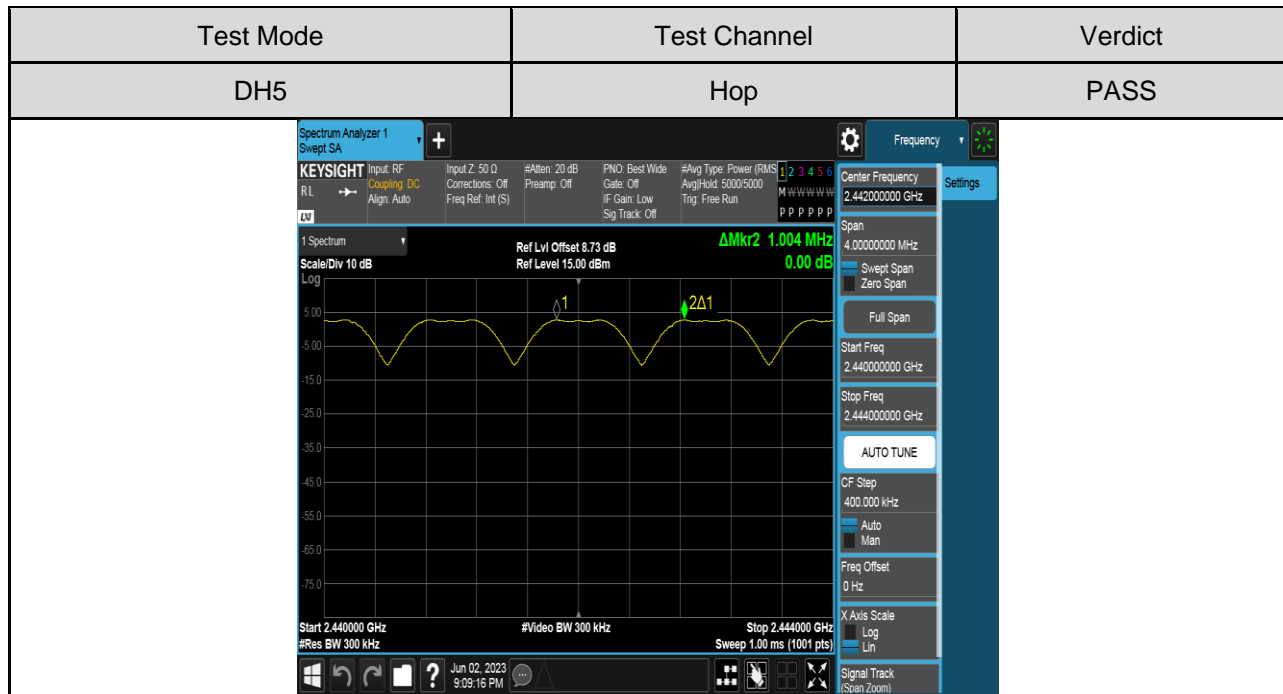 Test Mode Test Channel Verdict
DH5 Hop PASS
Spectrum Analyzer 1
Swept SA
+
Frequency
KEYSIGHT Input: RF Input Z: 50 Ω #Atten: 20 dB PNO: Best Wide #Avg Type: Power (RMS 1 2 3 4 5 6
RL Coupling: DC Corrections: Off Preamp: Off Gate: Off Avg|Hold: 5000/5000 M W W W W W
Align: Auto Freq Ref: Int (S) IF Gain: Low Trig: Free Run
LXI Sig Track: Off P P P P P P
1 Spectrum
Ref Lvl Offset 8.73 dB ΔMkr2 1.004 MHz
Scale/Div 10 dB Ref Level 15.00 dBm 0.00 dB
Log
1
2Δ1
5.00
-5.00
-15.0
-25.0
-35.0
-45.0
-55.0
-65.0
-75.0
Start 2.440000 GHz #Video BW 300 kHz Stop 2.444000 GHz
#Res BW 300 kHz Sweep 1.00 ms (1001 pts)
? Jun 02, 2023
9:09:16 PM
Center Frequency
2.442000000 GHz
Settings
Span
4.00000000 MHz
Swept Span
Zero Span
Full Span
Start Freq
2.440000000 GHz
Stop Freq
2.444000000 GHz
AUTO TUNE
CF Step
400.000 kHz
Auto
Man
Freq Offset
0 Hz
X Axis Scale
Log
Lin
Signal Track
(Span Zoom)